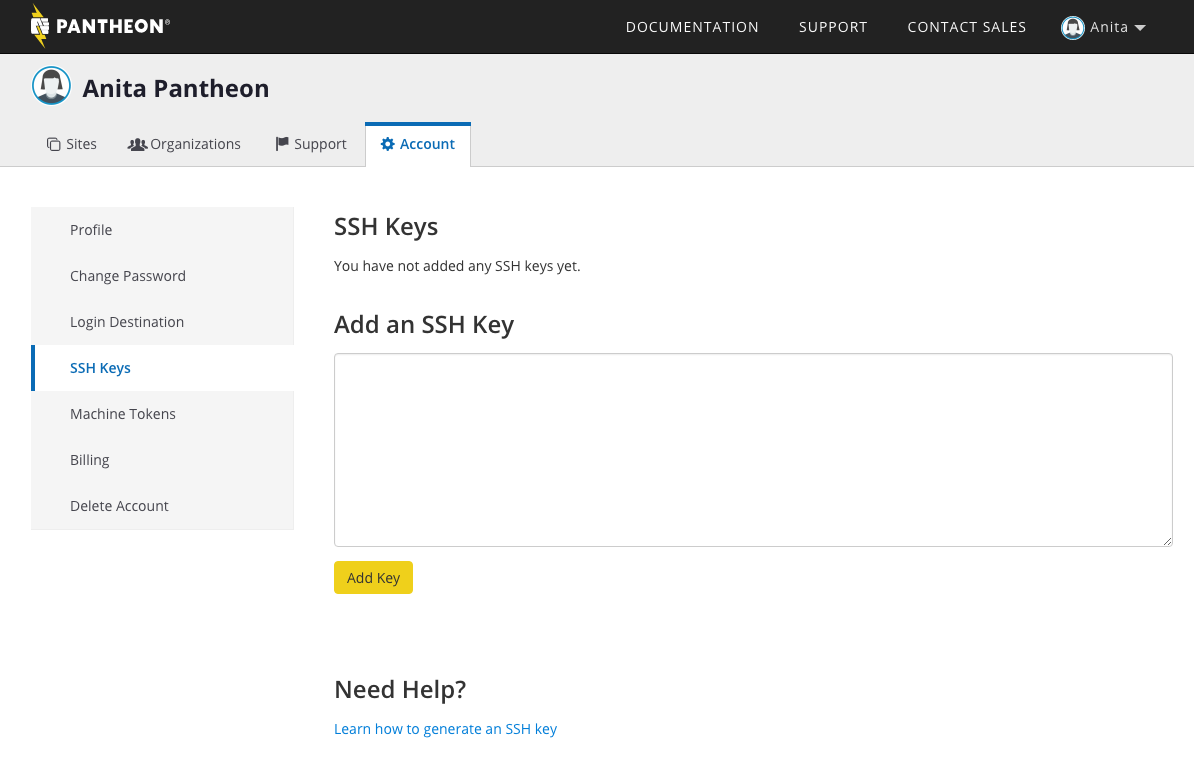 PANTHEON®
DOCUMENTATION SUPPORT CONTACT SALES Anita
Anita Pantheon
Sites Organizations Support Account
Profile
Change Password
Login Destination
SSH Keys
Machine Tokens
Billing
Delete Account
SSH Keys
You have not added any SSH keys yet.
Add an SSH Key
Add Key
Need Help?
Learn how to generate an SSH key